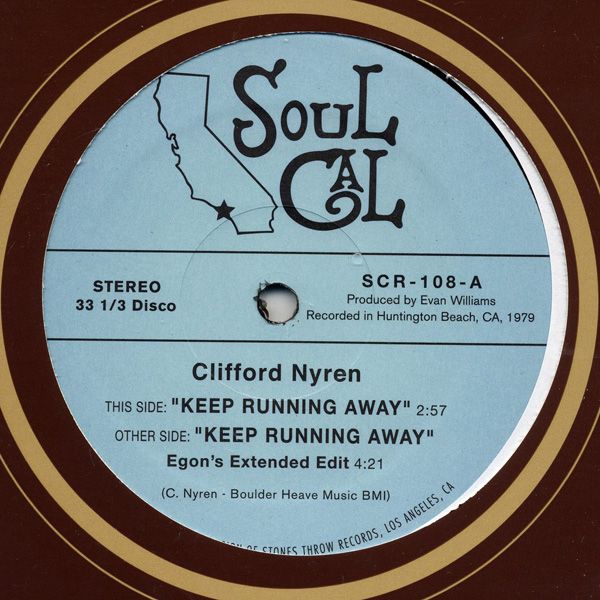 SOUL
CAL
STEREO
33 1/3 Disco
SCR-108-A
Produced by Evan Williams
Recorded in Huntington Beach, CA, 1979
Clifford Nyren
THIS SIDE: "KEEP RUNNING AWAY" 2:57
OTHER SIDE: "KEEP RUNNING AWAY"
Egon's Extended Edit 4:21
(C. Nyren - Boulder Heave Music BMI)
OF STONES THROW RECORDS, LOS ANGELES, CA